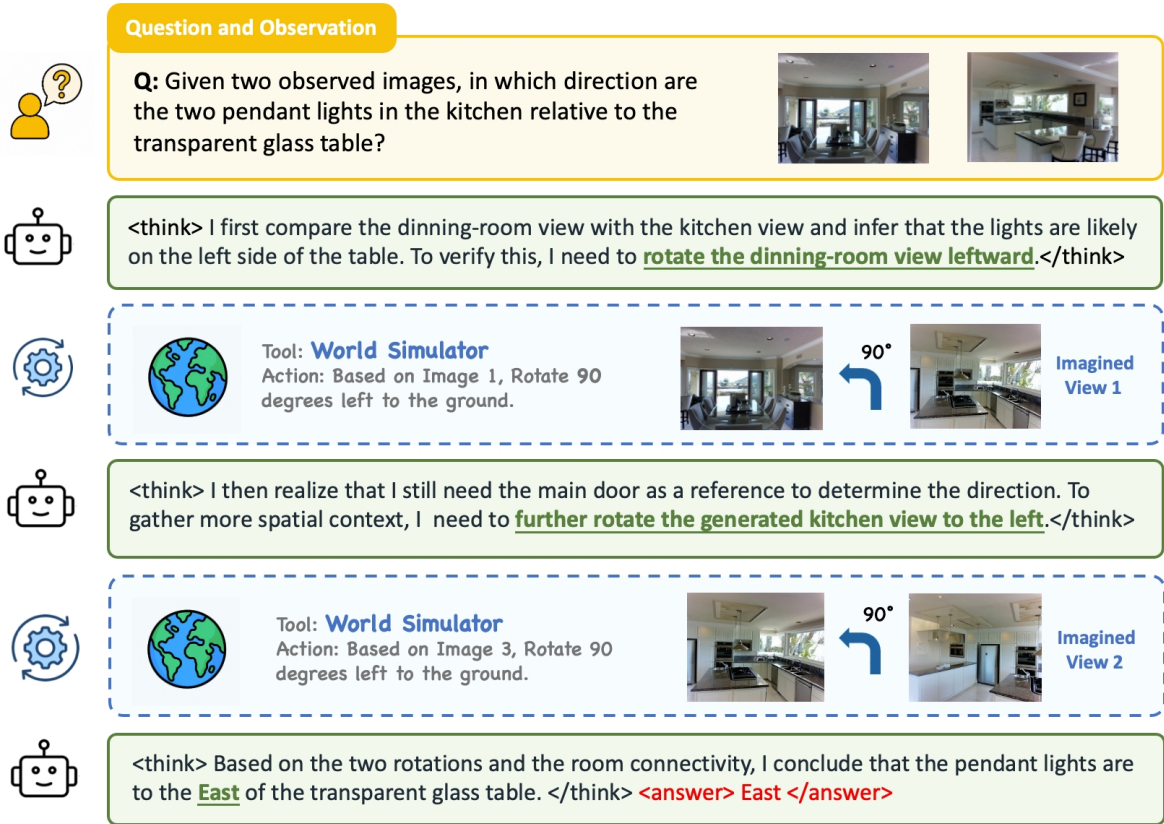 Question and Observation
Q: Given two observed images, in which direction are
the two pendant lights in the kitchen relative to the
transparent glass table?
?
<think> I first compare the dinning-room view with the kitchen view and infer that the lights are likely
on the left side of the table. To verify this, I need to rotate the dinning-room view leftward.</think>
Tool: World Simulator
Action: Based on Image 1, Rotate 90
degrees left to the ground.
90°
Imagined
View 1
<think> I then realize that I still need the main door as a reference to determine the direction. To
gather more spatial context, I need to further rotate the generated kitchen view to the left.</think>
Tool: World Simulator
Action: Based on Image 3, Rotate 90
degrees left to the ground.
90°
Imagined
View 2
<think> Based on the two rotations and the room connectivity, I conclude that the pendant lights are
to the East of the transparent glass table. </think> <answer> East </answer>